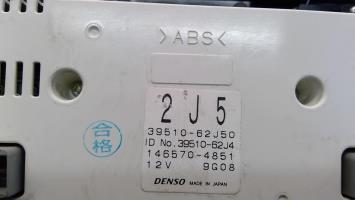 >ABS<
2J5
39510-62J50
ID No.39510-62J4
146570-4851
12V 9G08
DENSO MADE IN JAPAN
合格